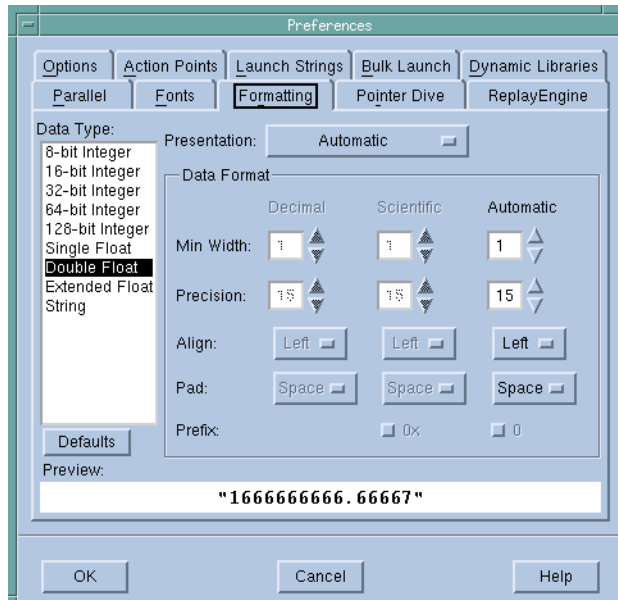 Preferences
Options Action Points Launch Strings Bulk Launch Dynamic Libraries
Parallel Fonts Formatting Pointer Dive ReplayEngine
Data Type:
8-bit Integer
16-bit Integer
32-bit Integer
64-bit Integer
128-bit Integer
Single Float
Double Float
Extended Float
String
Defaults
Presentation: Automatic
Data Format
Decimal Scientific Automatic
Min Width: 1 1 1
Precision: 15 15 15
Align: Left Left Left
Pad: Space Space Space
Prefix: 0x 0
Preview:
"1666666666.66667"
OK Cancel Help